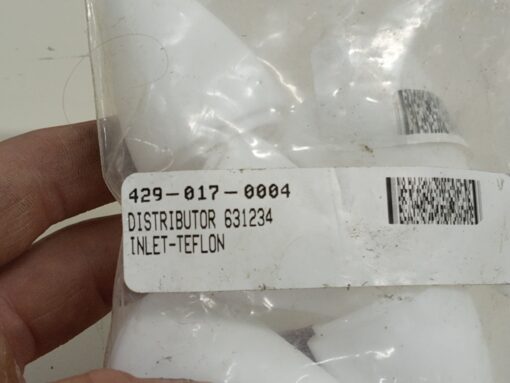 429-017-0004
DISTRIBUTOR 631234
INLET-TEFLON